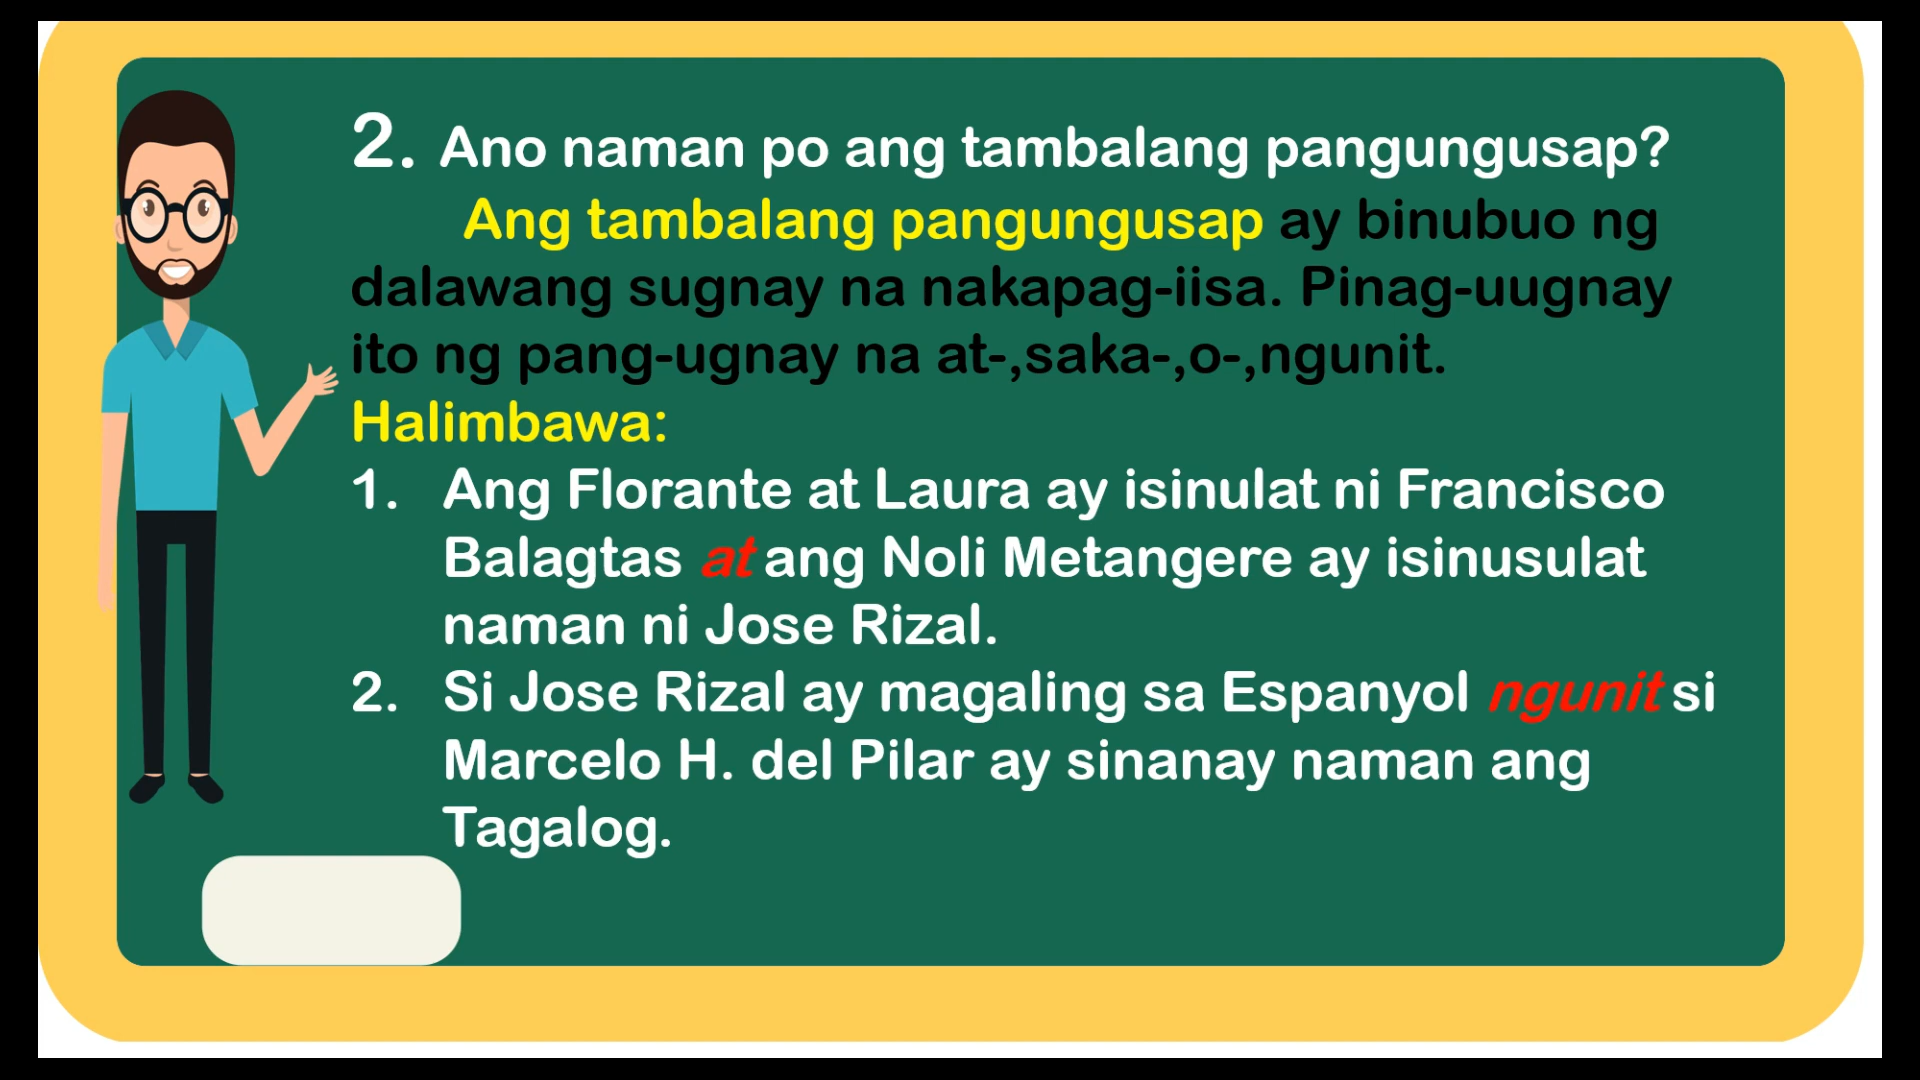 2. Ano naman po ang tambalang pangungusap?
Ang tambalang pangungusap ay binubuo ng
dalawang sugnay na nakapag-iisa. Pinag-uugnay
ito ng pang-ugnay na at-,saka-,o-,ngunit.
Halimbawa:
1. Ang Florante at Laura ay isinulat ni Francisco
Balagtas at ang Noli Metangere ay isinusulat
naman ni Jose Rizal.
2. Si Jose Rizal ay magaling sa Espanyol ngunit si
Marcelo H. del Pilar ay sinanay naman ang
Tagalog.